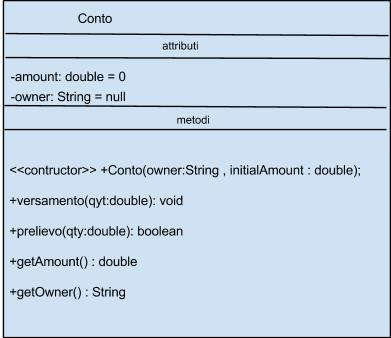 Conto
attributi
-amount: double = 0
-owner: String = null
metodi
<<contructor>> +Conto(owner:String , initialAmount : double);
+versamento(qyt:double): void
+prelievo(qty:double): boolean
+getAmount() : double
+getOwner() : String